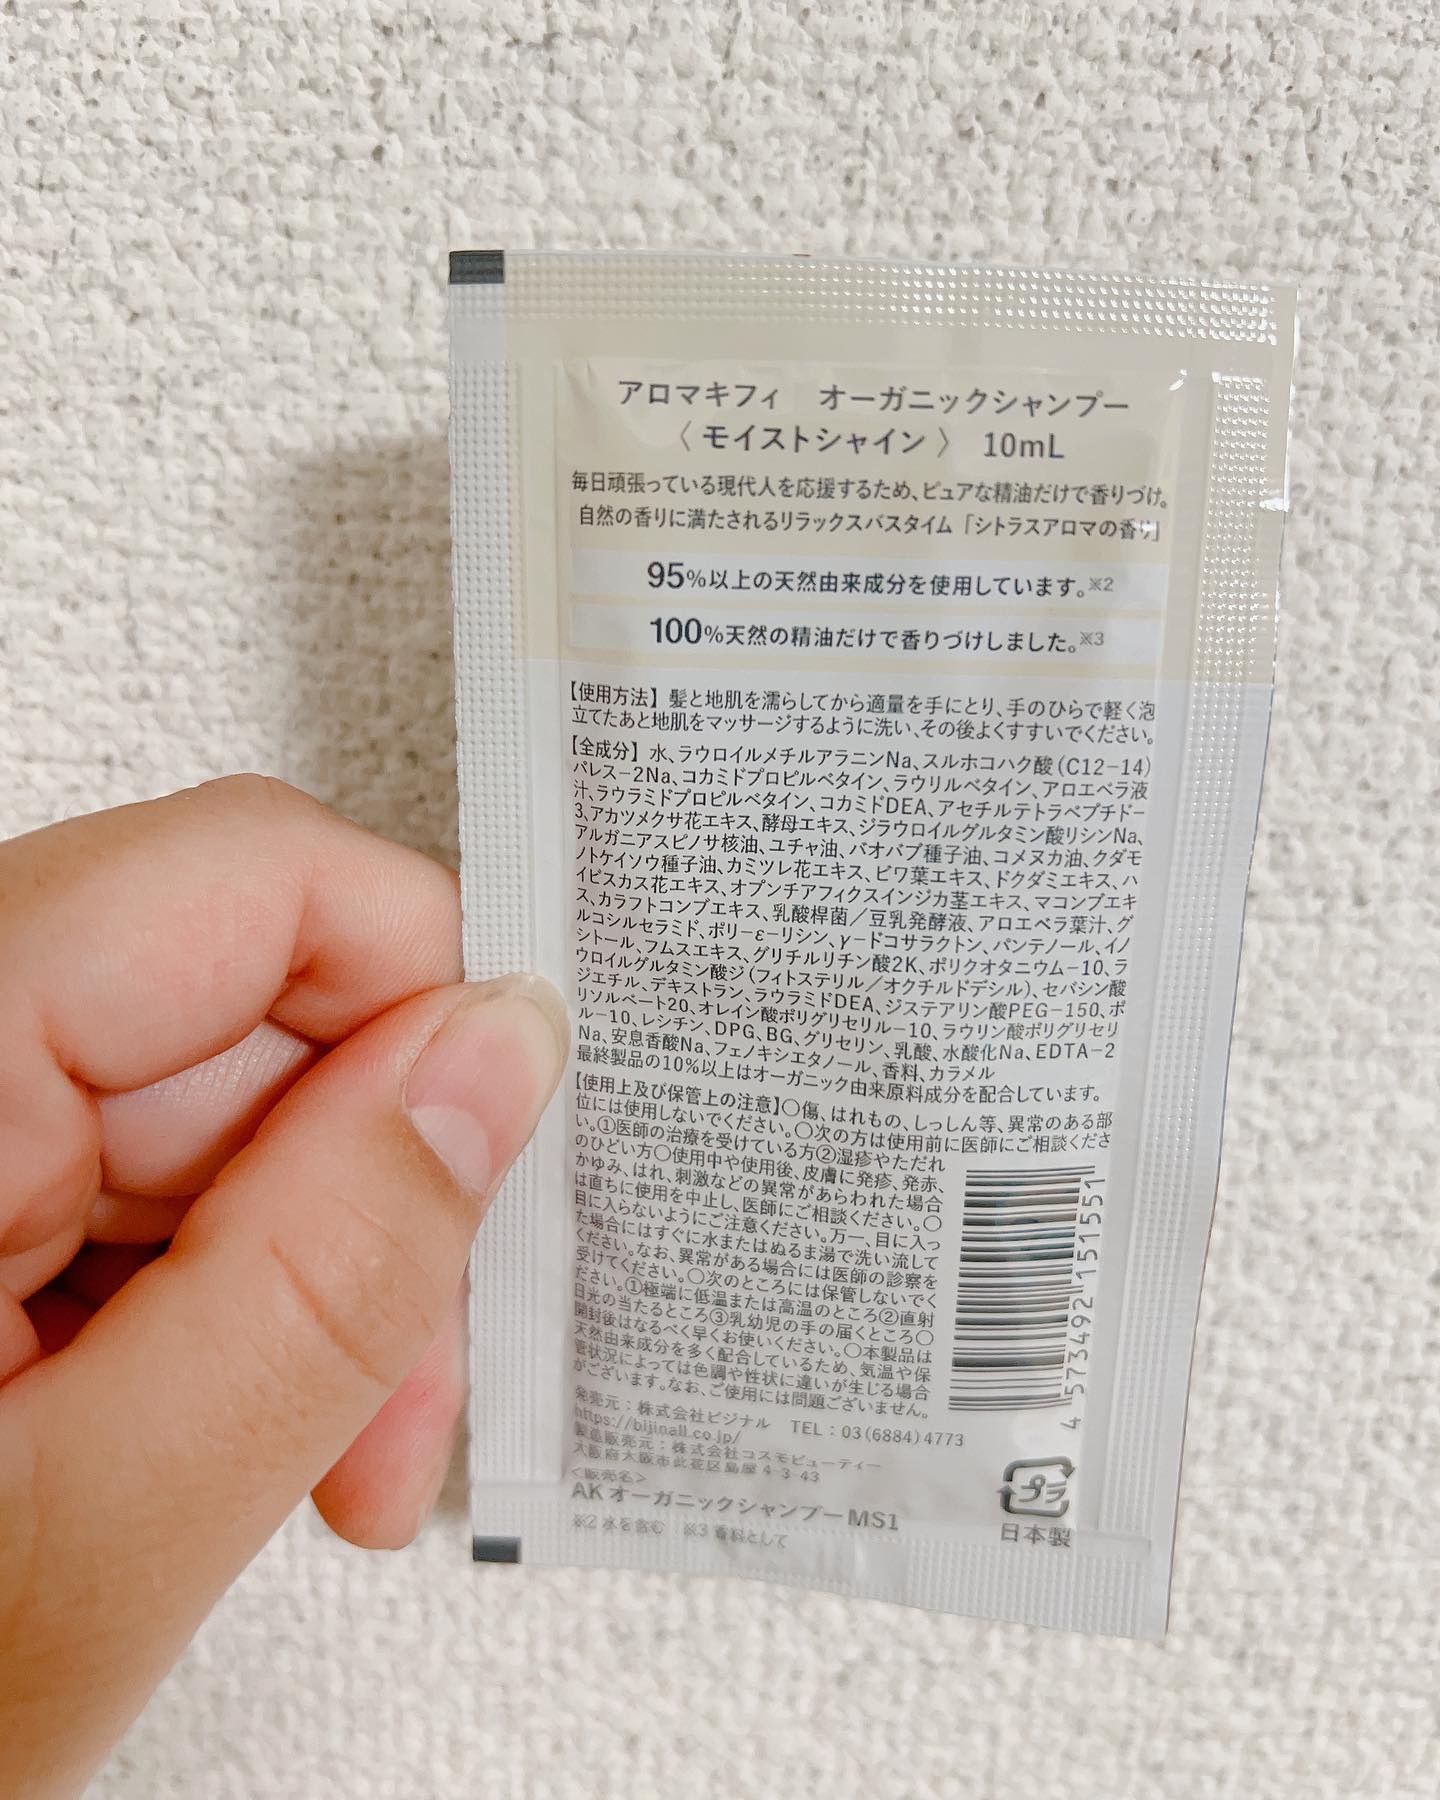 アロマキフィ　オーガニックシャンプー
〈モイストシャイン〉 10mL
毎日頑張っている現代人を応援するため、ピュアな精油だけで香りづけ。
自然の香りに満たされるリラックスバスタイム「シトラスアロマの香り」
95%以上の天然由来成分を使用しています。※2
100%天然の精油だけで香りづけしました。※3
【使用方法】髪と地肌を濡らしてから適量を手にとり、手のひらで軽く泡
立てたあと地肌をマッサージするように洗い、その後よくすすいでください。
【全成分】水、ラウロイルメチルアラニンNa、スルホコハク酸(C12-14)
パレス-2Na、コカミドプロピルベタイン、ラウリルベタイン、アロエベラ液
汁、ラウラミドプロピルベタイン、コカミドDEA、アセチルテトラペプチド-
3、アカツメクサ花エキス、酵母エキス、ジラウロイルグルタミン酸リシンNa、
アルガニアスピノサ核油、ユチャ油、バオバブ種子油、コメヌカ油、クダモ
ノトケイソウ種子油、カミツレ花エキス、ビワ葉エキス、ドクダミエキス、ハ
イビスカス花エキス、オプンチアフィクスインジカ茎エキス、マコンブエキ
ス、カラフトコンブエキス、乳酸桿菌/豆乳発酵液、アロエベラ葉汁、グ
ルコシルセラミド、ポリ-ε-リシン、γ-ドコサラクトン、パンテノール、イノ
シトール、フムスエキス、グリチルリチン酸2K、ポリクオタニウム-10、ラ
ウロイルグルタミン酸ジ(フィトステリル/オクチルドデシル)、セバシン酸
ジエチル、デキストラン、ラウラミドDEA、ジステアリン酸PEG-150、ポ
リソルベート20、オレイン酸ポリグリセリル-10、ラウリン酸ポリグリセリ
ル-10、レシチン、DPG、BG、グリセリン、乳酸、水酸化Na、EDTA-2
Na、安息香酸Na、フェノキシエタノール、香料、カラメル
最終製品の10%以上はオーガニック由来原料成分を配合しています。
【使用上及び保管上の注意】○傷、はれもの、しっしん等、異常のある部
位には使用しないでください。○次の方は使用前に医師にご相談くださ
い。①医師の治療を受けている方②湿疹やただれ
のひどい方○使用中や使用後、皮膚に発疹、発赤、
かゆみ、はれ、刺激などの異常があらわれた場合
は直ちに使用を中止し、医師にご相談ください。○
目に入らないようにご注意ください。万一、目に入っ
た場合にはすぐに水またはぬるま湯で洗い流して
ください。なお、異常がある場合には医師の診察を
受けてください。○次のところには保管しないでく
ださい。①極端に低温または高温のところ②直射
日光の当たるところ③乳幼児の手の届くところ○
開封後はなるべく早くお使いください。○本製品は
天然由来成分を多く配合しているため、気温や保
管状況によっては色調や性状に違いが生じる場合
がございます。なお、ご使用には問題ございません。
4 573492 151551
発売元：株式会社ビジナル　TEL：03(6884)4773
https://bijinall.co.jp/
製造販売元：株式会社コスモビューティー
大阪府大阪市此花区島屋4-3-43
<販売名>
AKオーガニックシャンプーMS1
※2 水を含む　※3 香料として
プラ
日本製